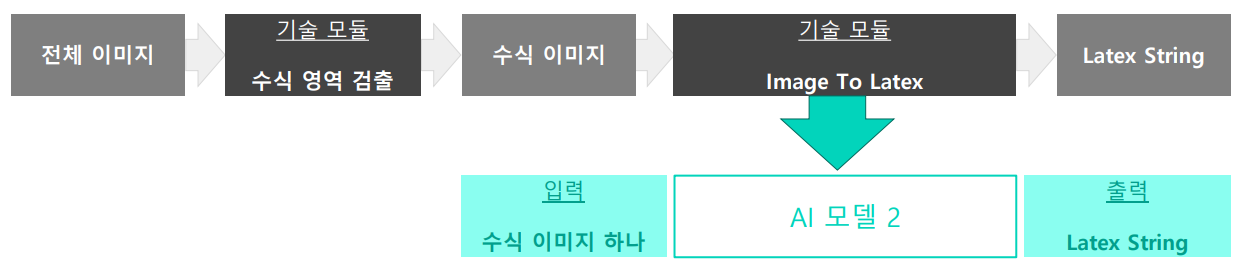 전체 이미지
기술 모듈
수식 영역 검출
수식 이미지
기술 모듈
Image To Latex
Latex String
입력
수식 이미지 하나
AI 모델 2
출력
Latex String